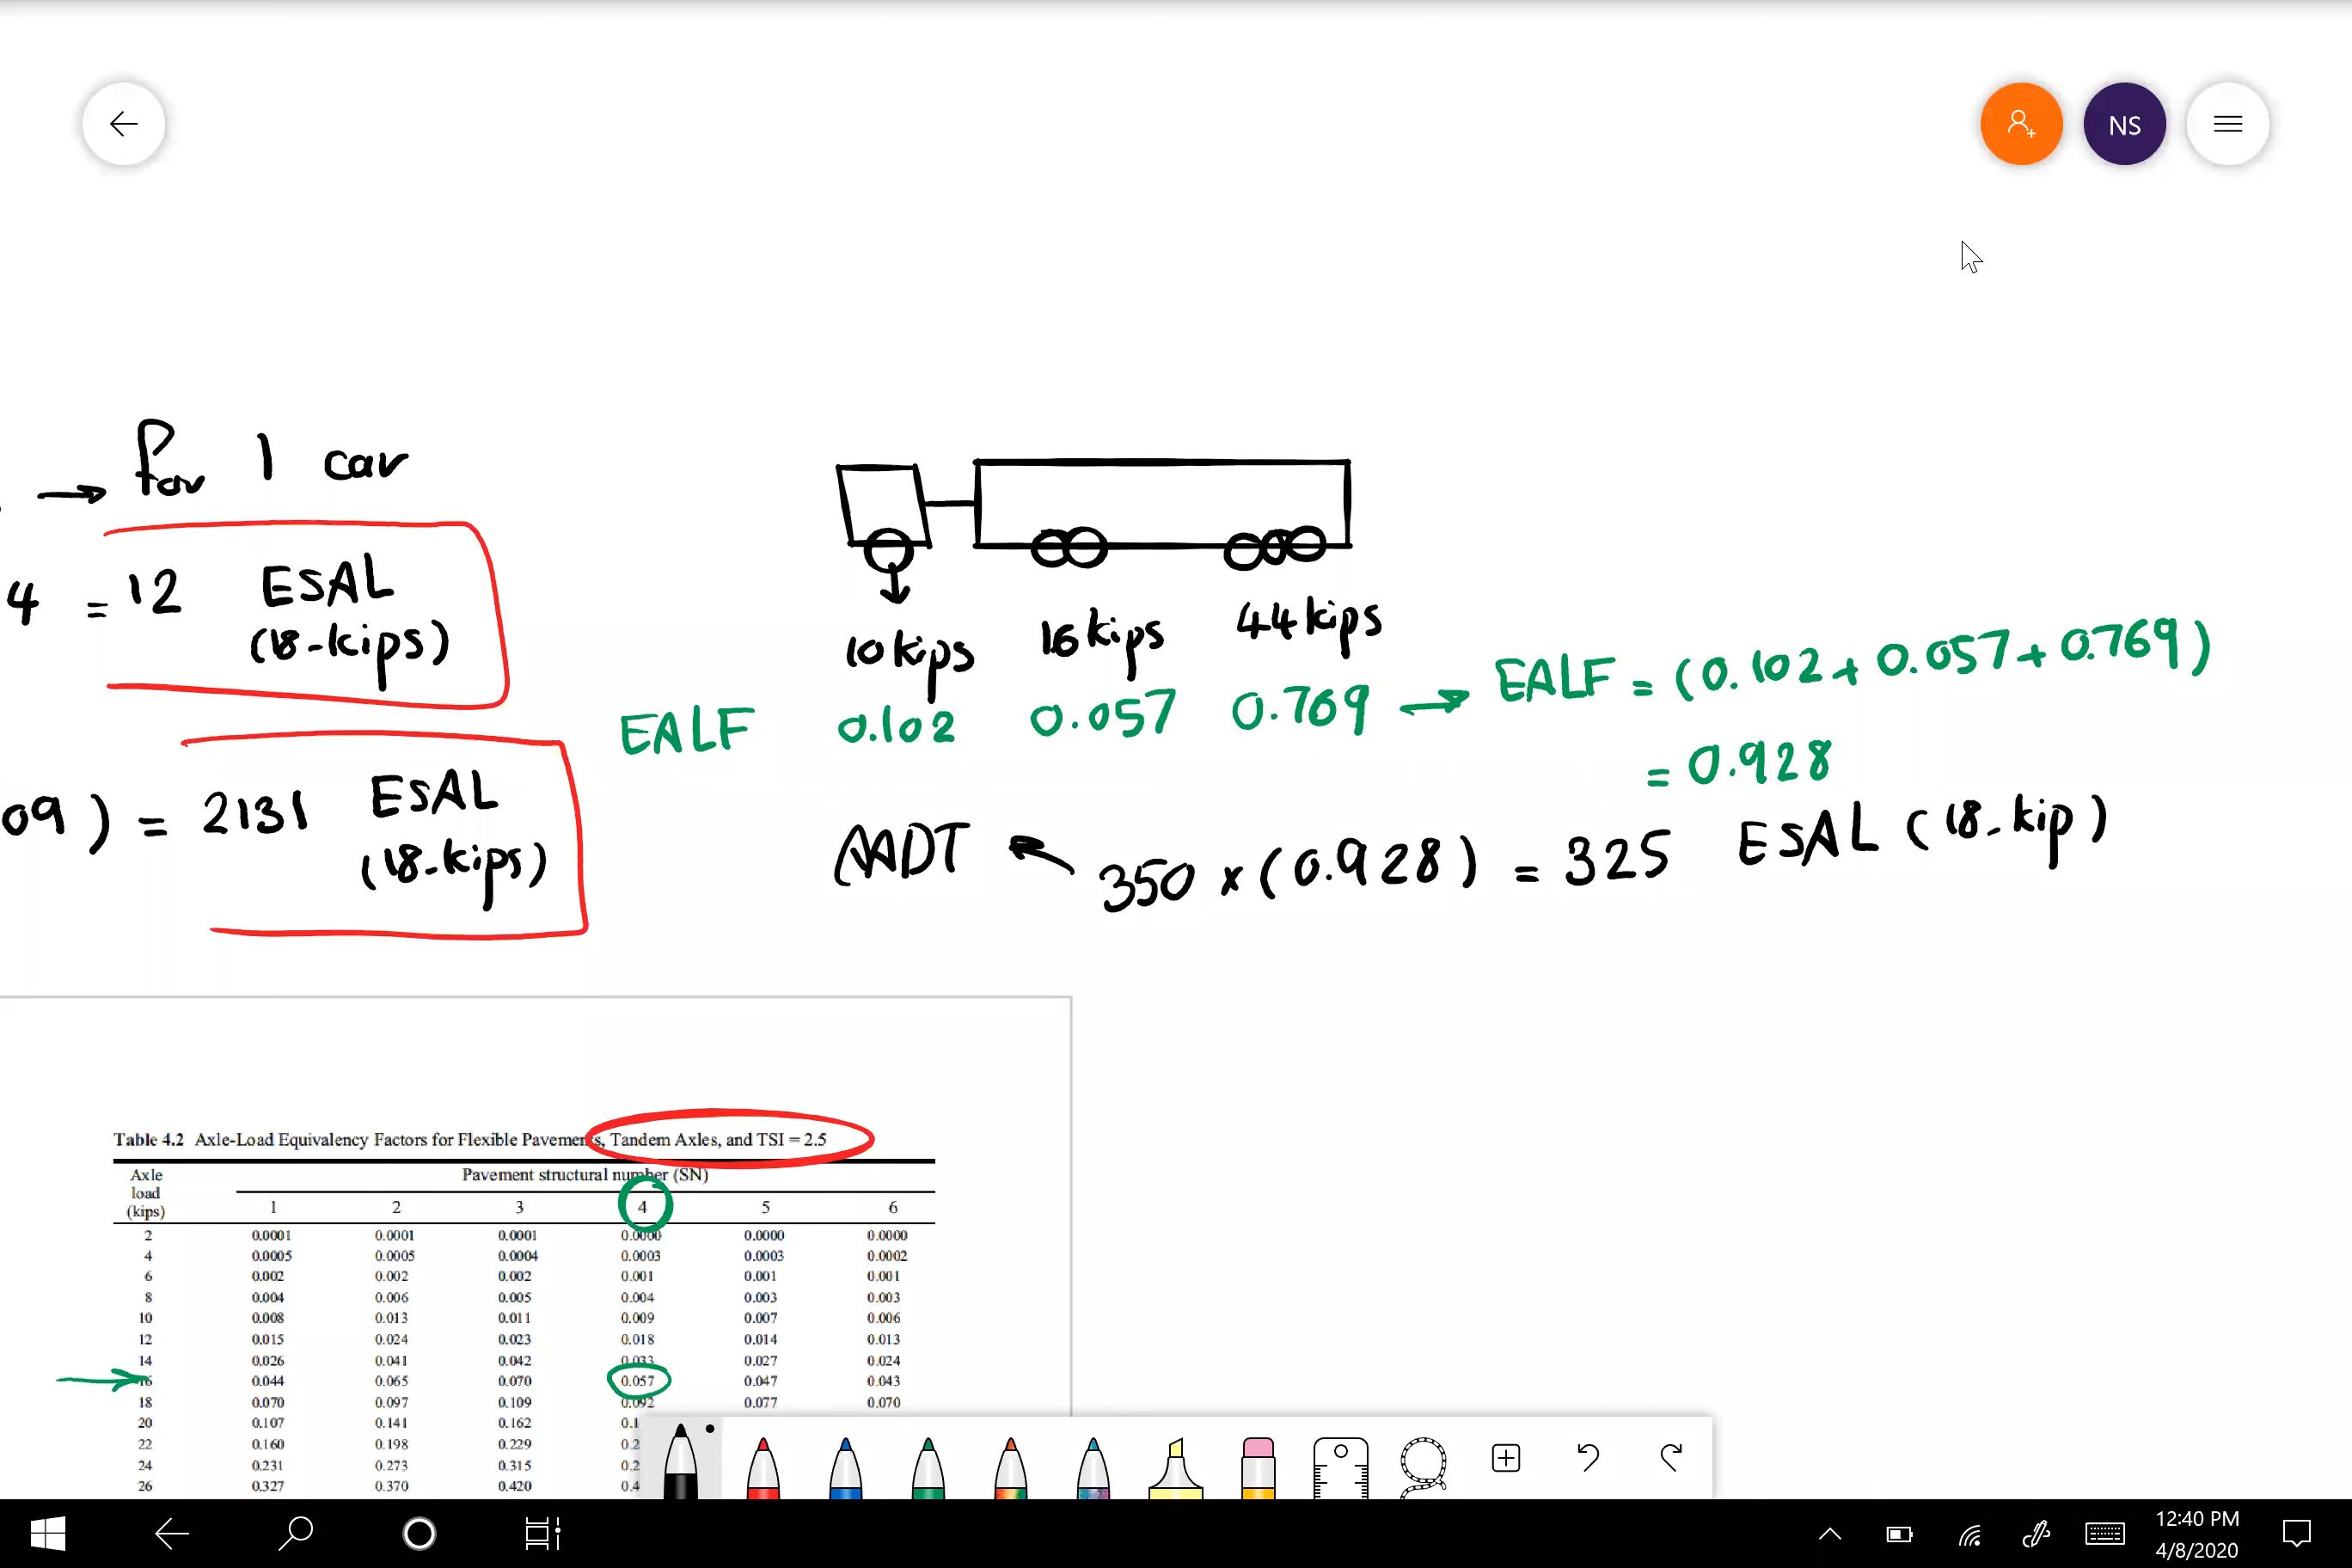 NS
→ for 1 car
4 = 12 ESAL
(18-kips)
09) = 2131 ESAL
(18-kips)
10kips 16kips 44kips
EALF 0.102 0.057 0.769 → EALF = (0.102 + 0.057 + 0.769)
= 0.928
AADT ← 350 × (0.928) = 325 ESAL (18-kip)
Table 4.2 Axle-Load Equivalency Factors for Flexible Pavements, Tandem Axles, and TSI = 2.5
Axle load (kips) Pavement structural number (SN)
1 2 3 4 5 6
2 0.0001 0.0001 0.0001 0.0000 0.0000 0.0000
4 0.0005 0.0005 0.0004 0.0003 0.0003 0.0002
6 0.002 0.002 0.002 0.001 0.001 0.001
8 0.004 0.006 0.005 0.004 0.003 0.003
10 0.008 0.013 0.011 0.009 0.007 0.006
12 0.015 0.024 0.023 0.018 0.014 0.013
14 0.026 0.041 0.042 0.033 0.027 0.024
16 0.044 0.065 0.070 0.057 0.047 0.043
18 0.070 0.097 0.109 0.092 0.077 0.070
20 0.107 0.141 0.162 0.1
22 0.160 0.198 0.229 0.2
24 0.231 0.273 0.315 0.2
26 0.327 0.370 0.420 0.4
12:40 PM
4/8/2020